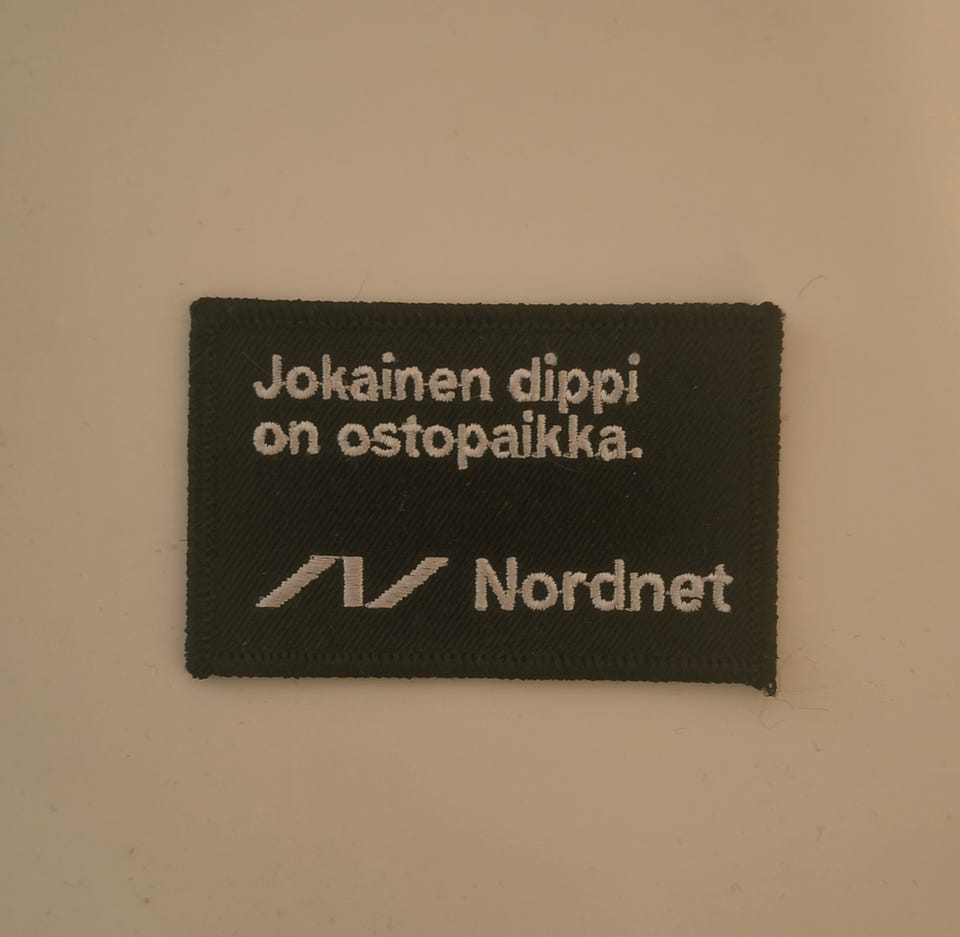 Jokainen dippi
on ostopaikka.
Nordnet